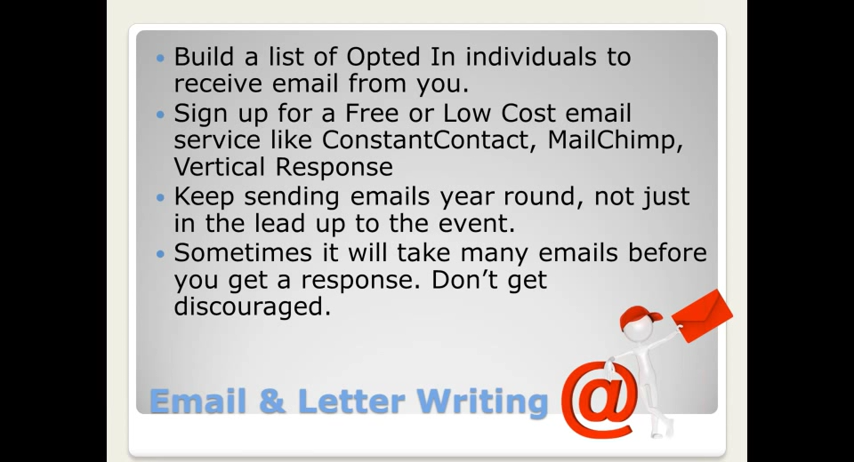 Build a list of Opted In individuals to
receive email from you.
Sign up for a Free or Low Cost email
service like ConstantContact, MailChimp,
Vertical Response
Keep sending emails year round, not just
in the lead up to the event.
Sometimes it will take many emails before
you get a response. Don't get
discouraged.
Email & Letter Writing
@